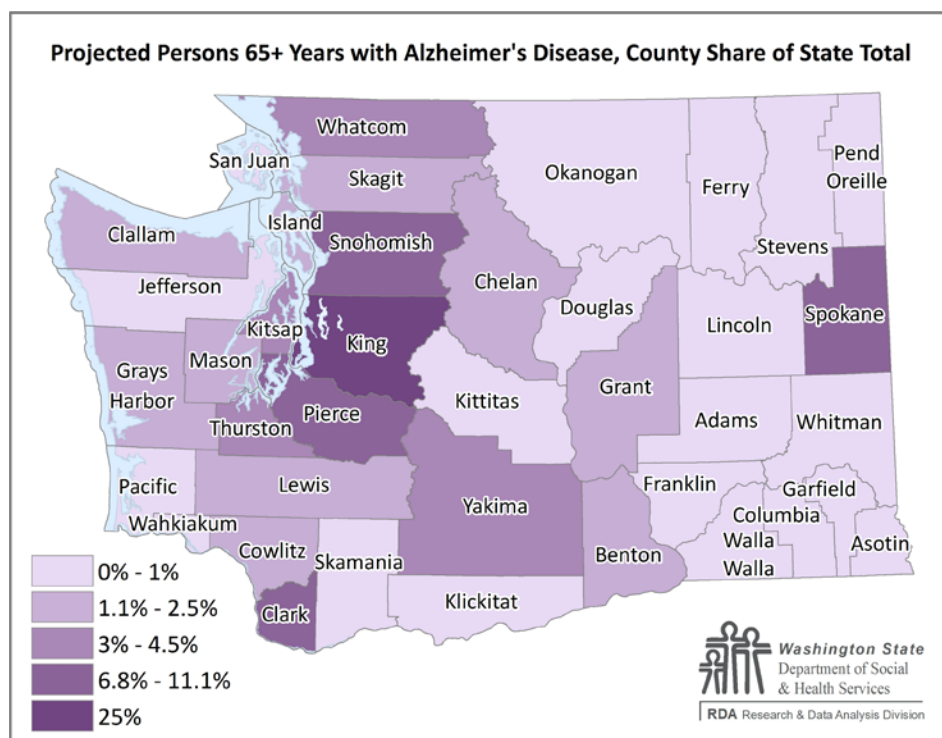 Projected Persons 65+ Years with Alzheimer's Disease, County Share of State Total
Whatcom
San Juan
Skagit
Okanogan
Ferry
Pend
Oreille
Stevens
Island
Clallam
Snohomish
Chelan
Jefferson
Douglas
Lincoln
Spokane
Kitsap
King
Mason
Grays
Harbor
Grant
Kittitas
Adams
Whitman
Pierce
Thurston
Pacific
Lewis
Yakima
Franklin
Garfield
Columbia
Wahkiakum
Walla
Walla
Asotin
Cowlitz
Skamania
Benton
Clark
Klickitat
0% - 1%
1.1% - 2.5%
3% - 4.5%
6.8% - 11.1%
25%
Washington State
Department of Social
& Health Services
RDA Research & Data Analysis Division